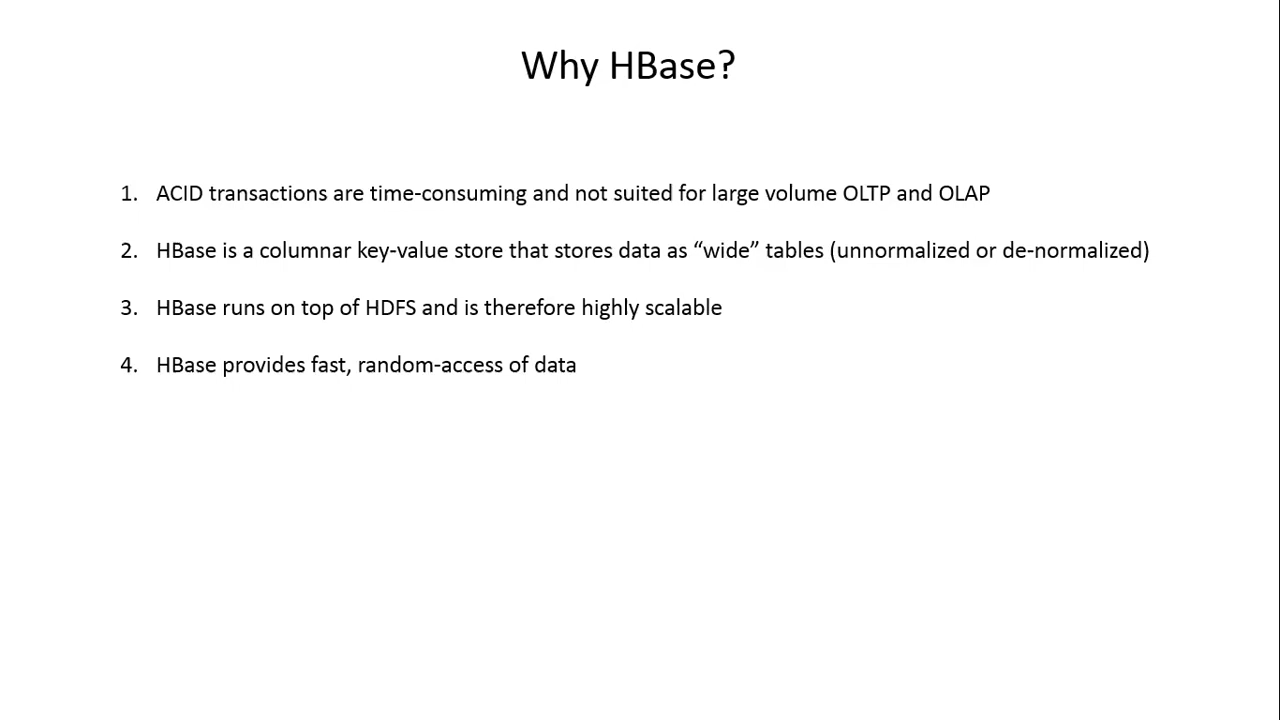 Why HBase?
1. ACID transactions are time-consuming and not suited for large volume OLTP and OLAP
2. HBase is a columnar key-value store that stores data as “wide” tables (unnormalized or de-normalized)
3. HBase runs on top of HDFS and is therefore highly scalable
4. HBase provides fast, random-access of data